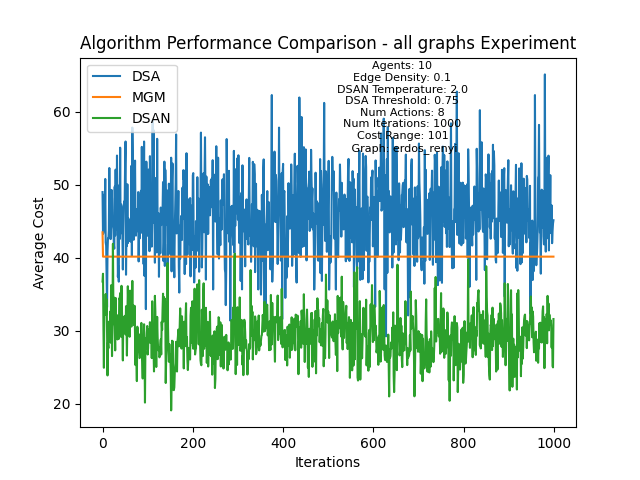 Algorithm Performance Comparison - all graphs Experiment
DSA
MGM
DSAN
Agents: 10
Edge Density: 0.1
DSAN Temperature: 2.0
DSA Threshold: 0.75
Num Actions: 8
Num Iterations: 1000
Cost Range: 101
Graph: erdos_renyi
Average Cost
60
50
40
30
20
0
200
400
600
800
1000
Iterations